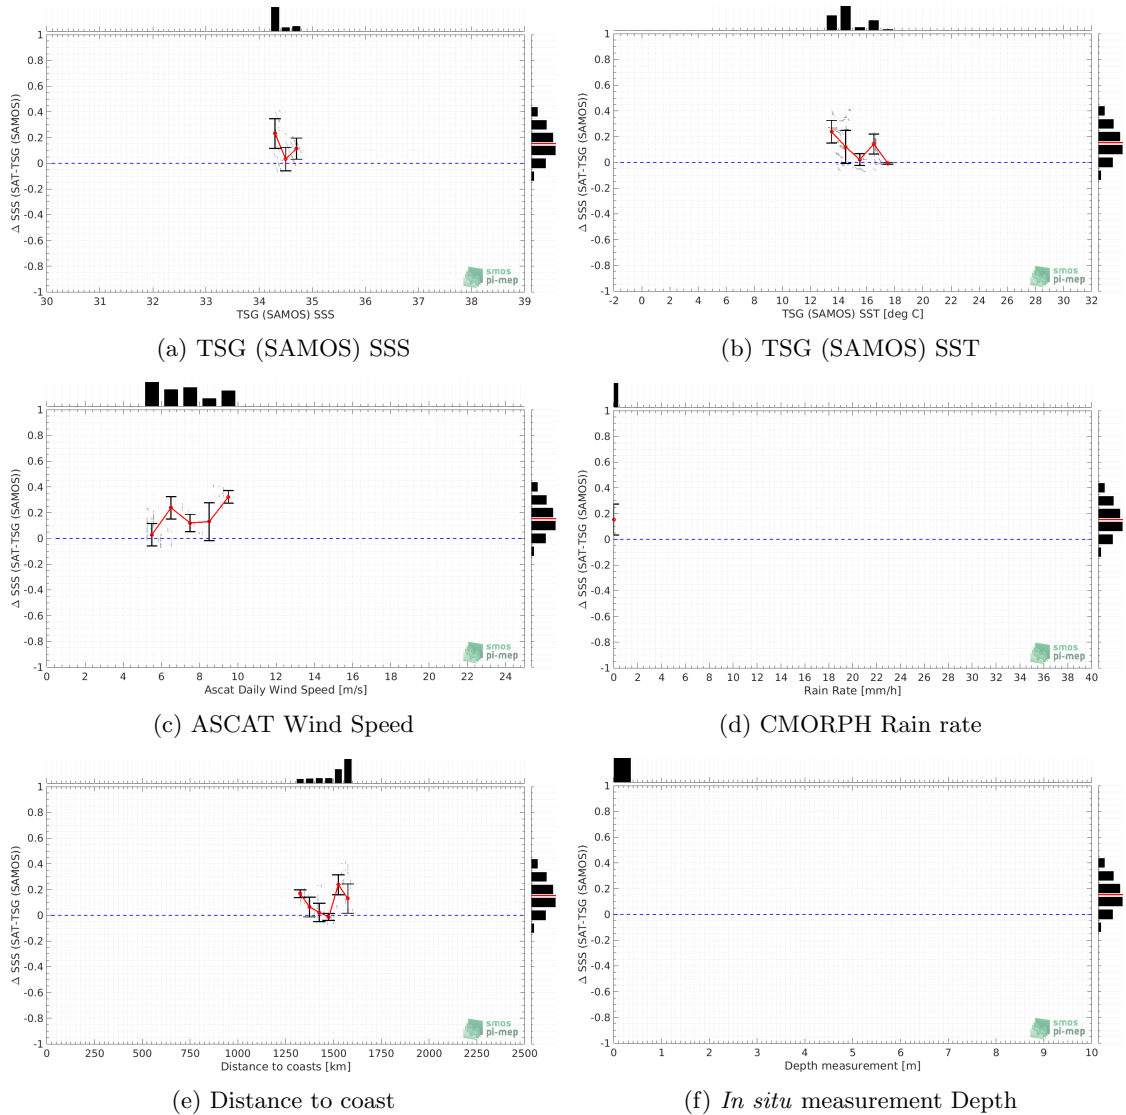 1
0.8
0.6
0.4
0.2
0
-0.2
-0.4
-0.6
-0.8
-1
Δ SSS (SAT-TSG (SAMOS))
30 31 32 33 34 35 36 37 38 39
TSG (SAMOS) SSS
smos
pi-mep
(a) TSG (SAMOS) SSS
1
0.8
0.6
0.4
0.2
0
-0.2
-0.4
-0.6
-0.8
-1
Δ SSS (SAT-TSG (SAMOS))
-2 0 2 4 6 8 10 12 14 16 18 20 22 24 26 28 30 32
TSG (SAMOS) SST [deg C]
smos
pi-mep
(b) TSG (SAMOS) SST
1
0.8
0.6
0.4
0.2
0
-0.2
-0.4
-0.6
-0.8
-1
Δ SSS (SAT-TSG (SAMOS))
0 2 4 6 8 10 12 14 16 18 20 22 24
Ascat Daily Wind Speed [m/s]
smos
pi-mep
(c) ASCAT Wind Speed
1
0.8
0.6
0.4
0.2
0
-0.2
-0.4
-0.6
-0.8
-1
Δ SSS (SAT-TSG (SAMOS))
0 2 4 6 8 10 12 14 16 18 20 22 24 26 28 30 32 34 36 38 40
Rain Rate [mm/h]
smos
pi-mep
(d) CMORPH Rain rate
1
0.8
0.6
0.4
0.2
0
-0.2
-0.4
-0.6
-0.8
-1
Δ SSS (SAT-TSG (SAMOS))
0 250 500 750 1000 1250 1500 1750 2000 2250 2500
Distance to coasts [km]
smos
pi-mep
(e) Distance to coast
1
0.8
0.6
0.4
0.2
0
-0.2
-0.4
-0.6
-0.8
-1
Δ SSS (SAT-TSG (SAMOS))
0 1 2 3 4 5 6 7 8 9 10
Depth measurement [m]
smos
pi-mep
(f) In situ measurement Depth